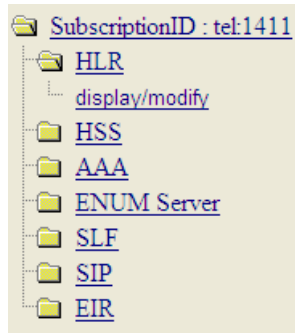 SubscriptionID : tel:1411
HLR
display/modify
HSS
AAA
ENUM Server
SLF
SIP
EIR